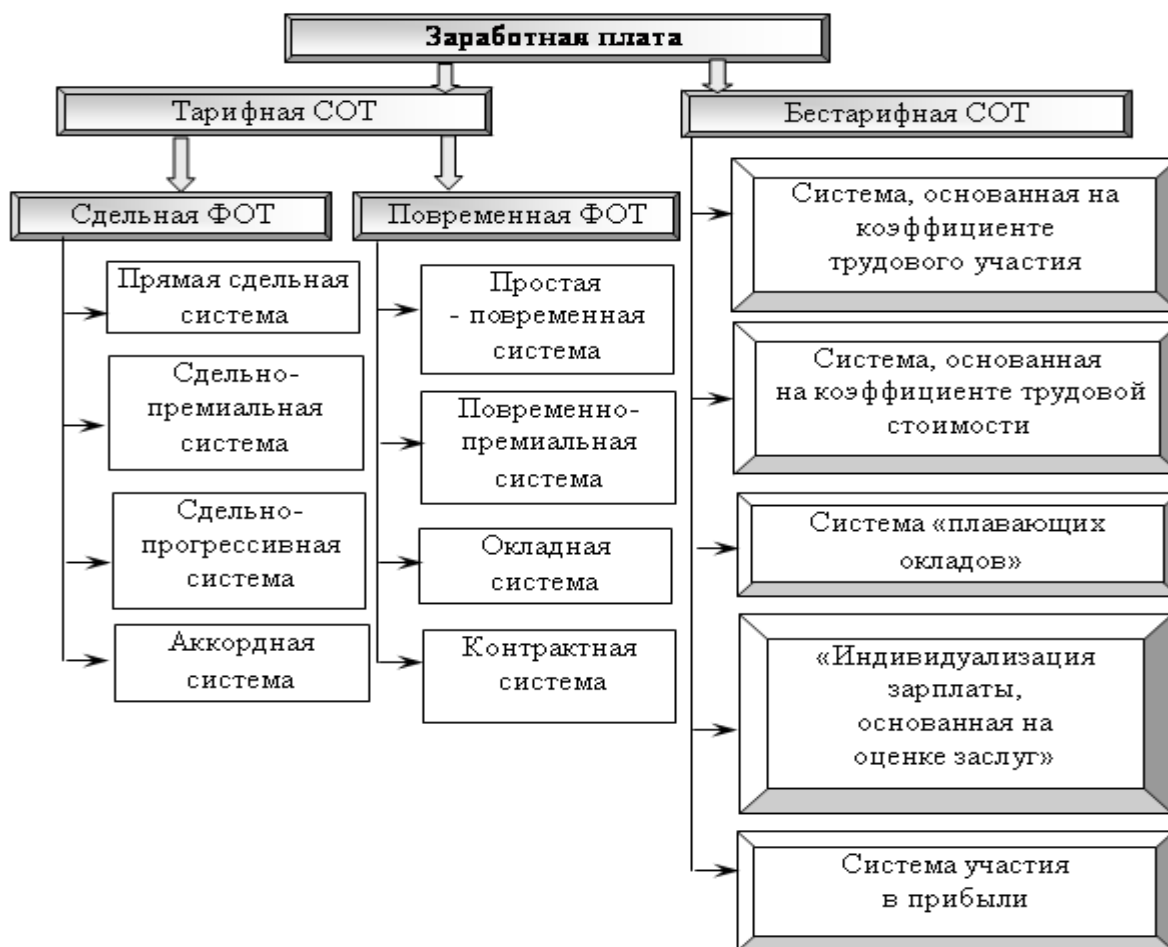 Заработная плата
Тарифная СОТ
Бестарифная СОТ
Сдельная ФОТ
Повременная ФОТ
Прямая сдельная
система
Сдельно-
премиальная
система
Сдельно-
прогрессивная
система
Аккордная
система
Простая
- повременная
система
Повременно-
премиальная
система
Окладная
система
Контрактная
система
Система, основанная на
коэффициенте
трудового участия
Система, основанная
на коэффициенте трудовой
стоимости
Система «плавающих
окладов»
«Индивидуализация
зарплаты,
основанная на
оценке заслуг»
Система участия
в прибыли